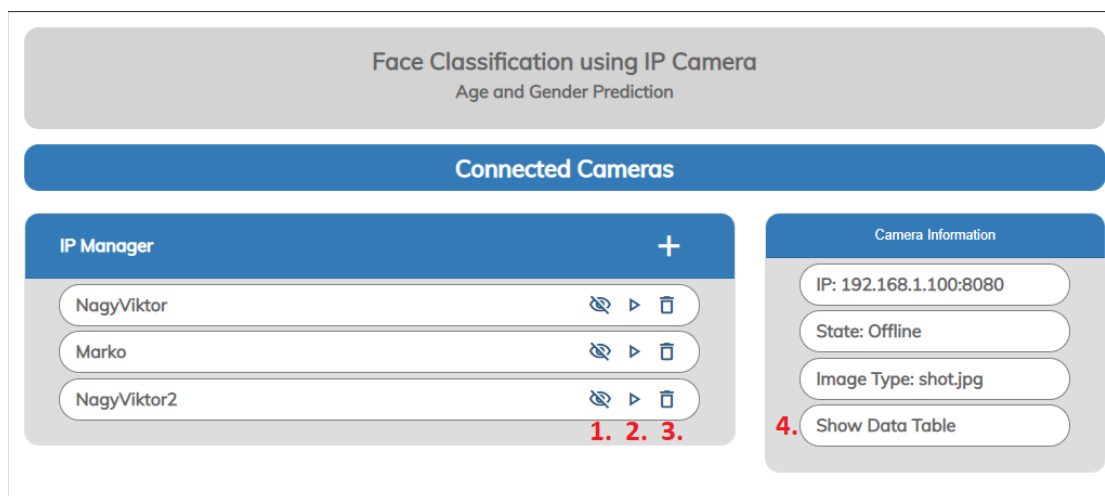 Face Classification using IP Camera
Age and Gender Prediction
Connected Cameras
IP Manager
NagyViktor
Marko
NagyViktor2
1. 2. 3.
Camera Information
IP: 192.168.1.100:8080
State: Offline
Image Type: shot.jpg
4. Show Data Table